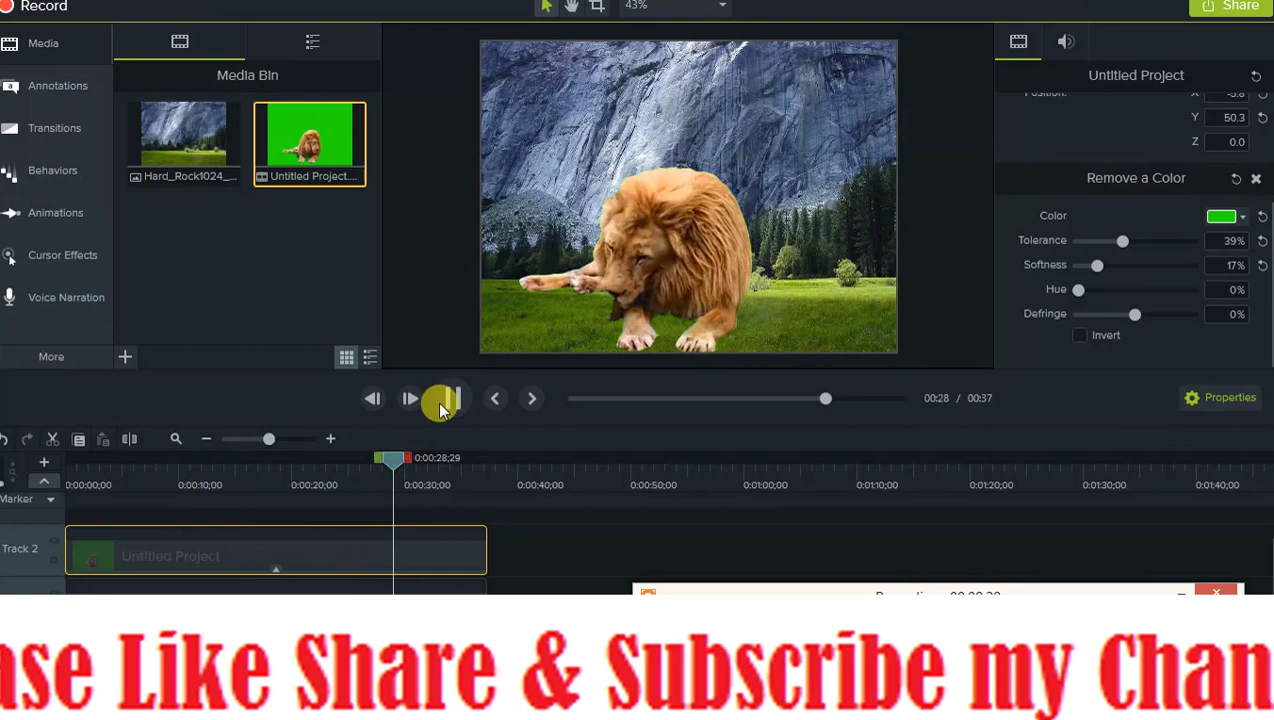 Record
43%
Share
Media
Annotations
Transitions
Behaviors
Animations
Cursor Effects
Voice Narration
More
Media Bin
Hard_Rock1024_...
Untitled Project....
Untitled Project
Position: X -5.8
Y 50.3
Z 0.0
Remove a Color
Color
Tolerance 39%
Softness 17%
Hue 0%
Defringe 0%
Invert
00:28 / 00:37
Properties
0:00:28;29
0:00:00;00 0:00:10;00 0:00:20;00 0:00:30;00 0:00:40;00 0:00:50;00 0:01:00;00 0:01:10;00 0:01:20;00 0:01:30;00 0:01:40;00
Marker
Track 2
Untitled Project
ase Like Share & Subscribe my Chan